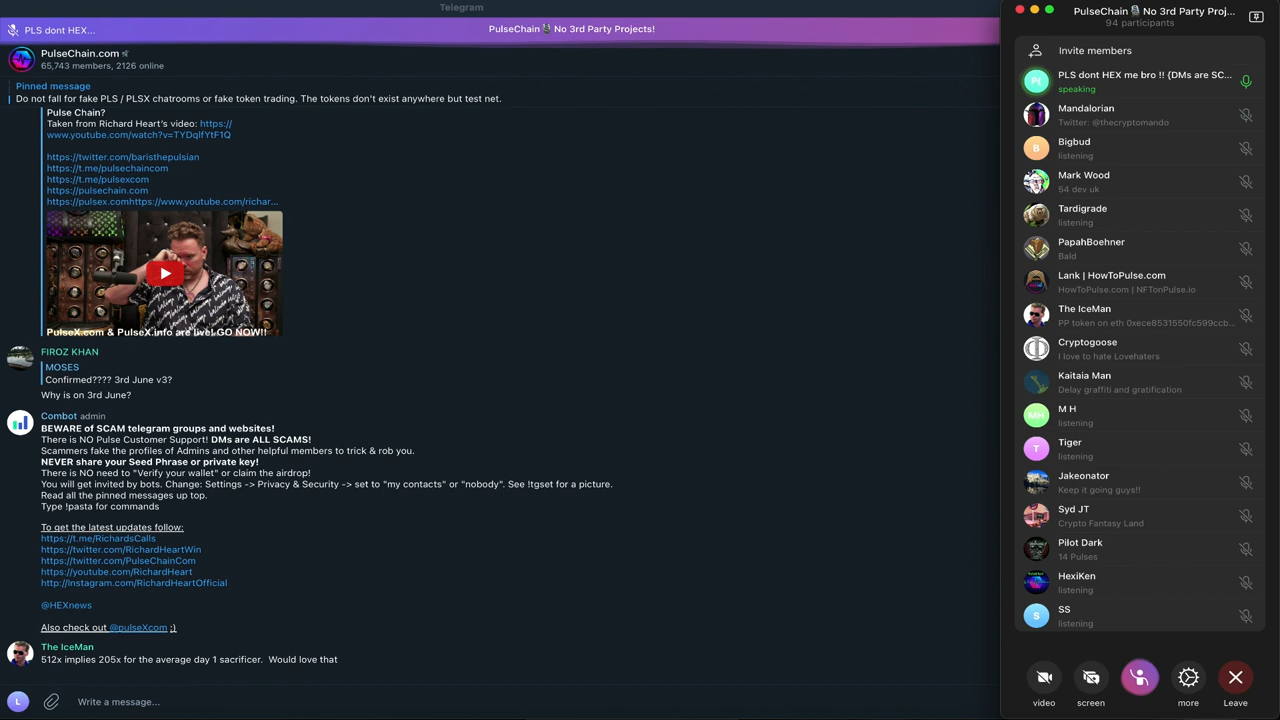 Telegram
PLS dont HEX...
PulseChain🎙 No 3rd Party Projects!
PulseChain.com
65,743 members, 2126 online
Pinned message
Do not fall for fake PLS / PLSX chatrooms or fake token trading. The tokens don't exist anywhere but test net.
Pulse Chain?
Taken from Richard Heart's video: https://
www.youtube.com/watch?v=TYDqlfYtF1Q
https://twitter.com/baristhepulsian
https://t.me/pulsechaincom
https://t.me/pulsexcom
https://pulsechain.com
https://pulsex.comhttps://www.youtube.com/richar...
PulseX.com & PulseX.info are live! GO NOW!!
FIROZ KHAN
MOSES
Confirmed???? 3rd June v3?
Why is on 3rd June?
Combot admin
BEWARE of SCAM telegram groups and websites!
There is NO Pulse Customer Support! DMs are ALL SCAMS!
Scammers fake the profiles of Admins and other helpful members to trick & rob you.
NEVER share your Seed Phrase or private key!
There is NO need to "Verify your wallet" or claim the airdrop!
You will get invited by bots. Change: Settings -> Privacy & Security -> set to "my contacts" or "nobody". See !tgset for a picture.
Read all the pinned messages up top.
Type !pasta for commands
To get the latest updates follow:
https://t.me/RichardsCalls
https://twitter.com/RichardHeartWin
https://twitter.com/PulseChainCom
https://youtube.com/RichardHeart
http://Instagram.com/RichardHeartOfficial
@HEXnews
Also check out @pulseXcom :)
The IceMan
512x implies 205x for the average day 1 sacrificer. Would love that
L
Write a message...
PulseChain🎙 No 3rd Party Proj...
94 participants
Invite members
P(
PLS dont HEX me bro !! {DMs are SC...
speaking
Mandalorian
Twitter: @thecryptomando
B
Bigbud
listening
Mark Wood
54 dev uk
Tardigrade
listening
PapahBoehner
Bald
Lank | HowToPulse.com
HowToPulse.com | NFTonPulse.io
The IceMan
PP token on eth 0xece8531550fc599ccb...
Cryptogoose
I love to hate Lovehaters
Kaitaia Man
Delay graffiti and gratification
MH
M H
listening
T
Tiger
listening
Jakeonator
Keep it going guys!!
Syd JT
Crypto Fantasy Land
Pilot Dark
14 Pulses
HexiKen
listening
S
SS
listening
video
screen
more
Leave